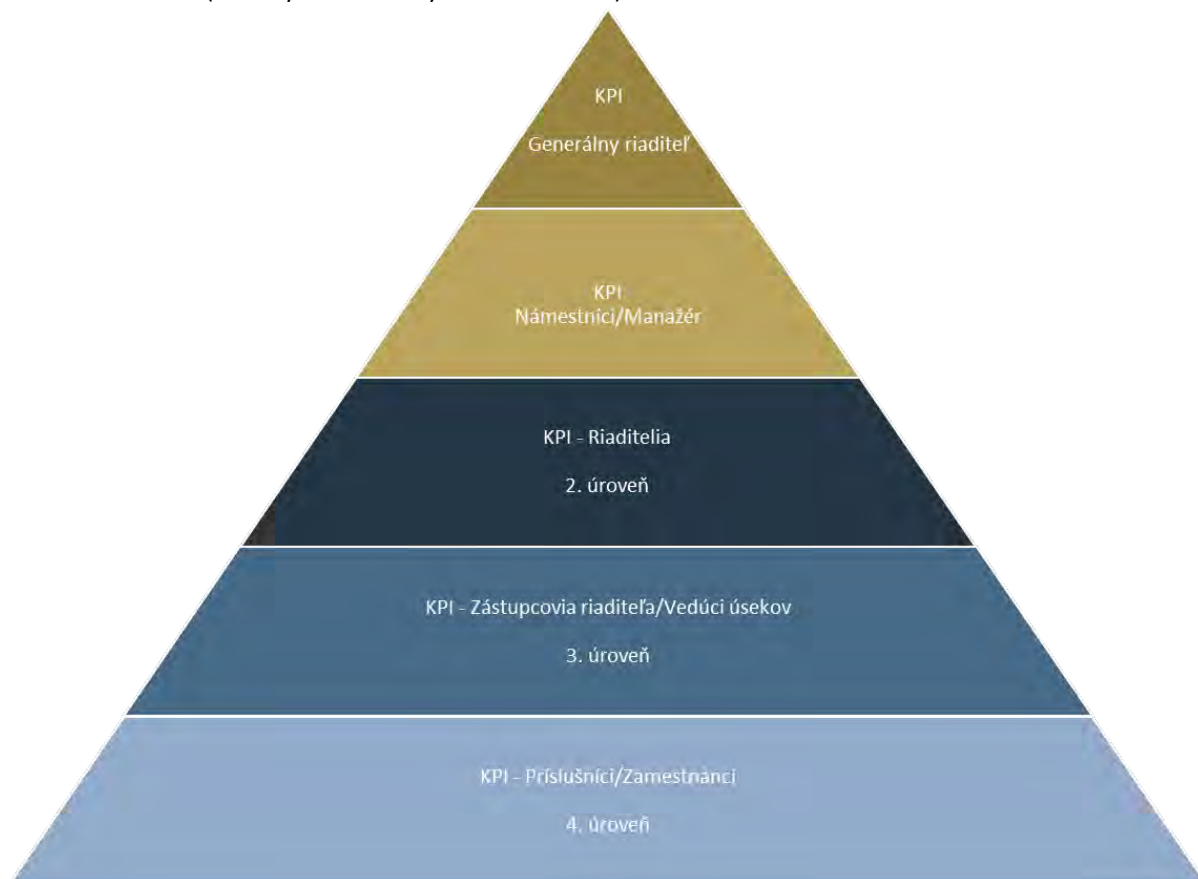 KPI
Generálny riaditeľ
KPI
Námestníci/Manažér
KPI - Riaditelia
2. úroveň
KPI - Zástupcovia riaditeľa/Vedúci úsekov
3. úroveň
KPI - Príslušníci/Zamestnanci
4. úroveň